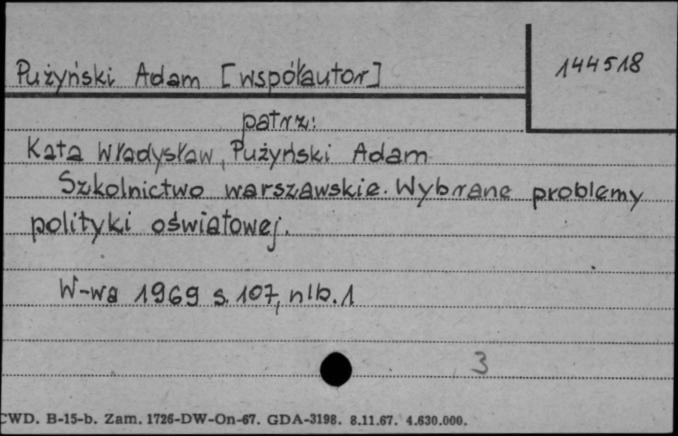 Pużyński Adam [współautor]
144518
patrz:
Kata Władysław, Pużyński Adam
Szkolnictwo warszawskie. Wybrane problemy
polityki oświatowej.
W-wa 1969 s. 107, nlb. 1
3
CWD. B-15-b. Zam. 1726-DW-On-67. GDA-3198. 8.11.67. 4.630.000.